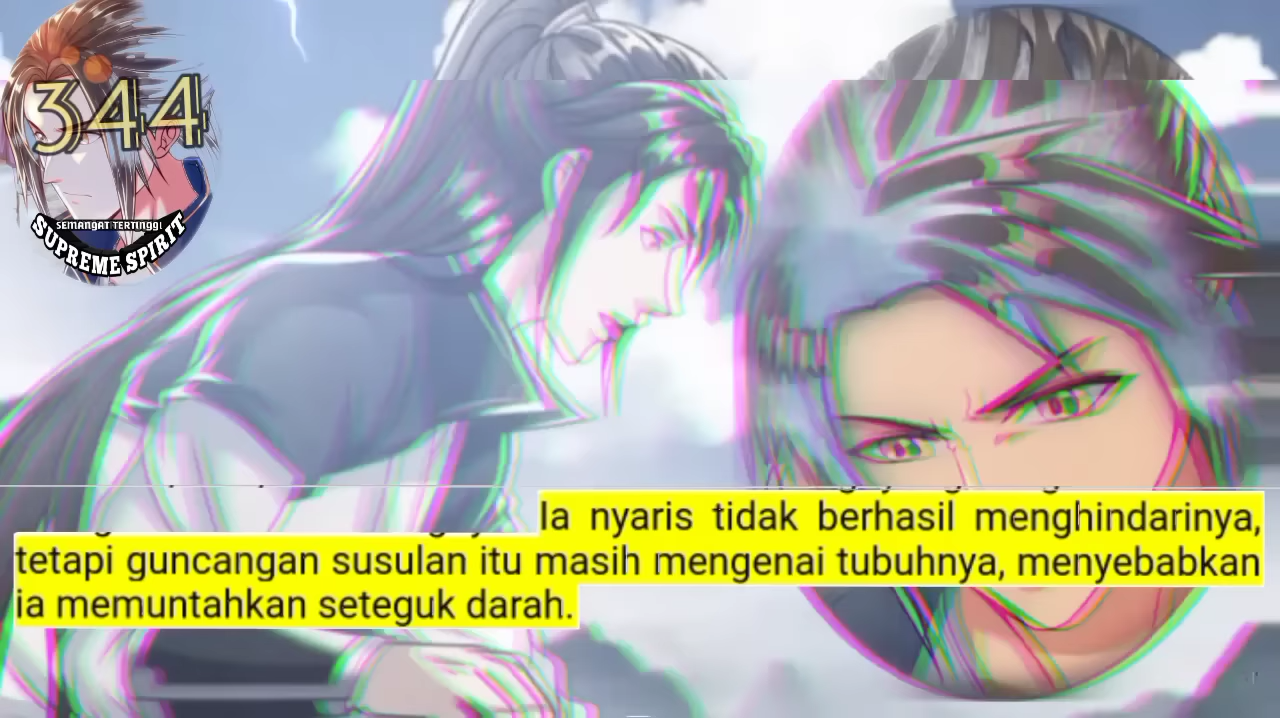 344
SEMANGAT TERTINGGI
SUPREME SPIRIT
Ia nyaris tidak berhasil menghindarinya,
tetapi guncangan susulan itu masih mengenai tubuhnya, menyebabkan
ia memuntahkan seteguk darah.